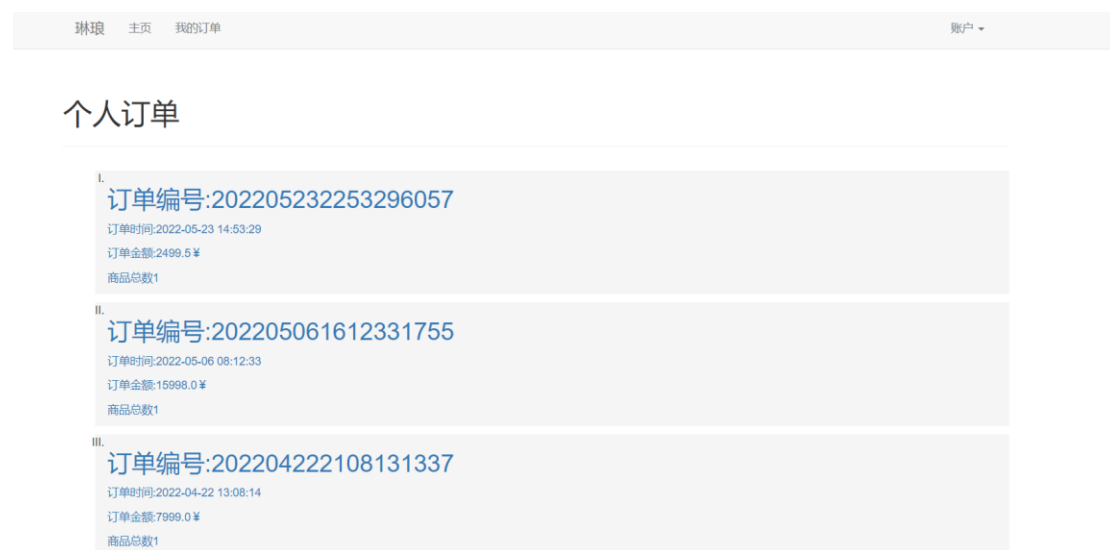 琳琅 主页 我的订单 账户
个人订单
I.
订单编号:202205232253296057
订单时间:2022-05-23 14:53:29
订单金额:2499.5¥
商品总数1
II.
订单编号:202205061612331755
订单时间:2022-05-06 08:12:33
订单金额:15998.0¥
商品总数1
III.
订单编号:202204222108131337
订单时间:2022-04-22 13:08:14
订单金额:7999.0¥
商品总数1